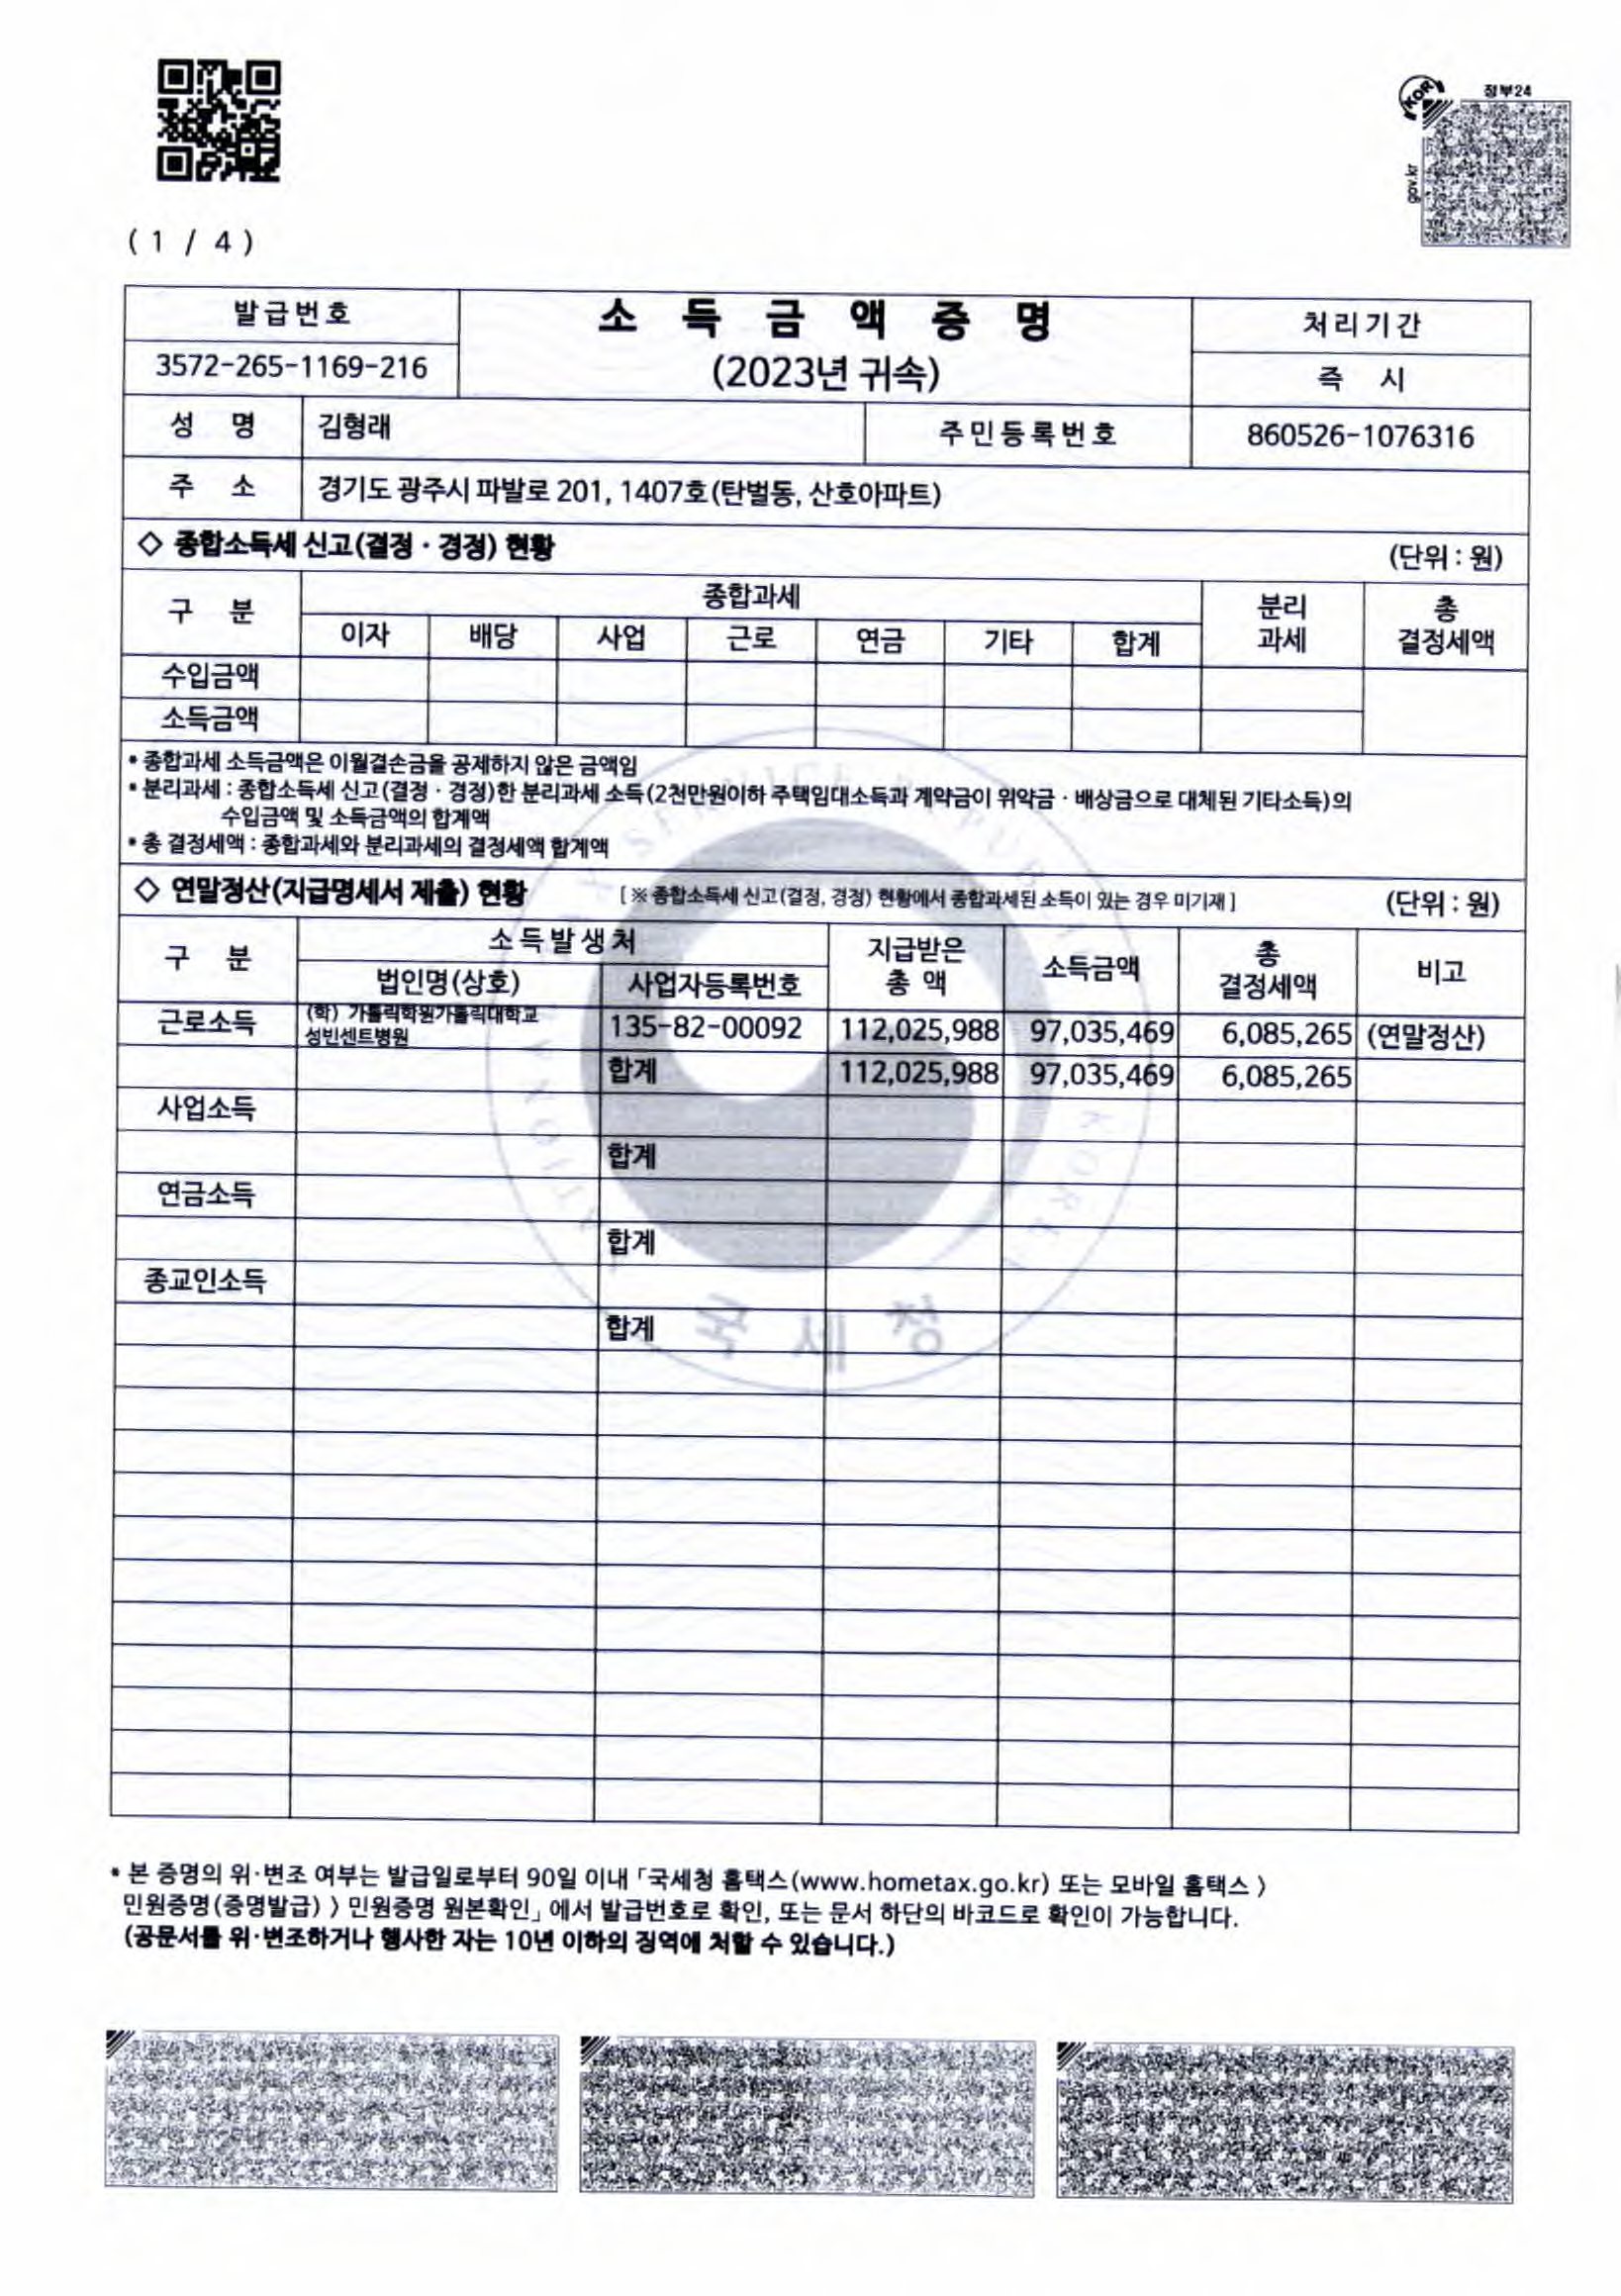 정부24
gov.kr
KOR
( 1 / 4 )
발급번호
소 득 금 액 증 명
처리기간
3572-265-1169-216
(2023년 귀속)
즉 시
성 명 김형래 주민등록번호 860526-1076316
주 소 경기도 광주시 파발로 201, 1407호(탄벌동, 산호아파트)
◇ 종합소득세 신고(결정 · 경정) 현황 (단위 : 원)
구 분 종합과세 분리 과세 총 결정세액
이자 배당 사업 근로 연금 기타 합계
수입금액
소득금액
* 종합과세 소득금액은 이월결손금을 공제하지 않은 금액임
* 분리과세 : 종합소득세 신고(결정 · 경정)한 분리과세 소득(2천만원이하 주택임대소득과 계약금이 위약금 · 배상금으로 대체된 기타소득)의
수입금액 및 소득금액의 합계액
* 총 결정세액 : 종합과세와 분리과세의 결정세액 합계액
◇ 연말정산(지급명세서 제출) 현황 [ ※ 종합소득세 신고(결정, 경정) 현황에서 종합과세된 소득이 있는 경우 미기재 ] (단위 : 원)
구 분 소득발생처 지급받은 총 액 소득금액 총 결정세액 비고
법인명(상호) 사업자등록번호
근로소득 (학) 가톨릭학원가톨릭대학교 성빈센트병원 135-82-00092 112,025,988 97,035,469 6,085,265 (연말정산)
합계 112,025,988 97,035,469 6,085,265
사업소득
합계
연금소득
합계
종교인소득
합계
국 세 청
* 본 증명의 위·변조 여부는 발급일로부터 90일 이내 「국세청 홈택스(www.hometax.go.kr) 또는 모바일 홈택스 〉
민원증명(증명발급) 〉 민원증명 원본확인」에서 발급번호로 확인, 또는 문서 하단의 바코드로 확인이 가능합니다.
(공문서를 위·변조하거나 행사한 자는 10년 이하의 징역에 처할 수 있습니다.)